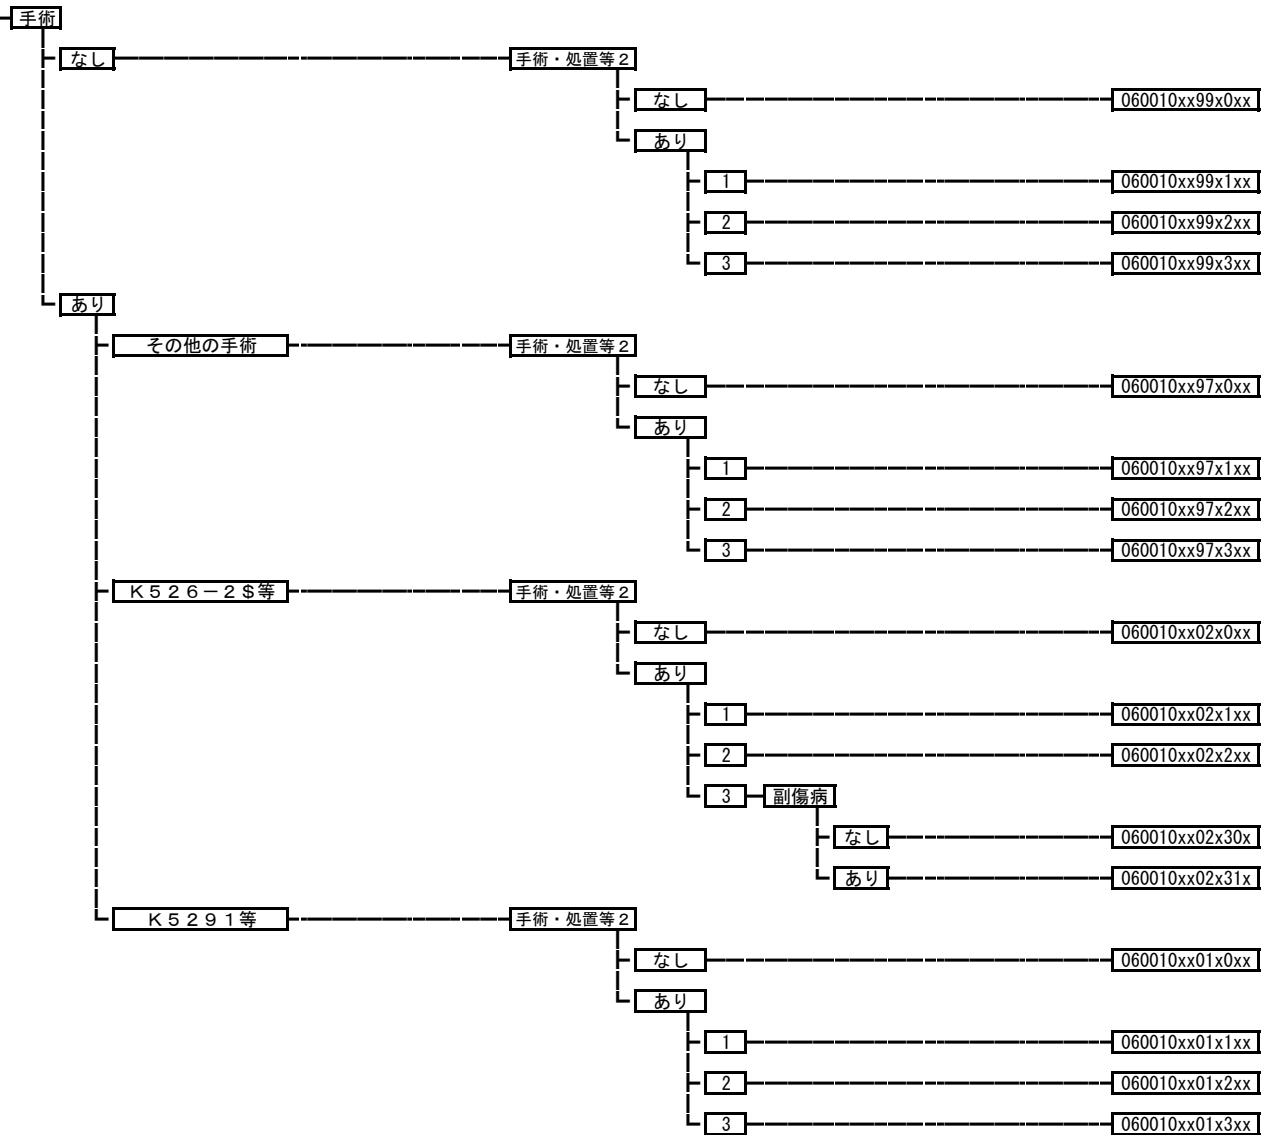 手術
なし 手術・処置等2
なし 060010xx99x0xx
あり
1 060010xx99x1xx
2 060010xx99x2xx
3 060010xx99x3xx
あり
その他の手術 手術・処置等2
なし 060010xx97x0xx
あり
1 060010xx97x1xx
2 060010xx97x2xx
3 060010xx97x3xx
K526-2$等 手術・処置等2
なし 060010xx02x0xx
あり
1 060010xx02x1xx
2 060010xx02x2xx
3 副傷病
なし 060010xx02x30x
あり 060010xx02x31x
K5291等 手術・処置等2
なし 060010xx01x0xx
あり
1 060010xx01x1xx
2 060010xx01x2xx
3 060010xx01x3xx